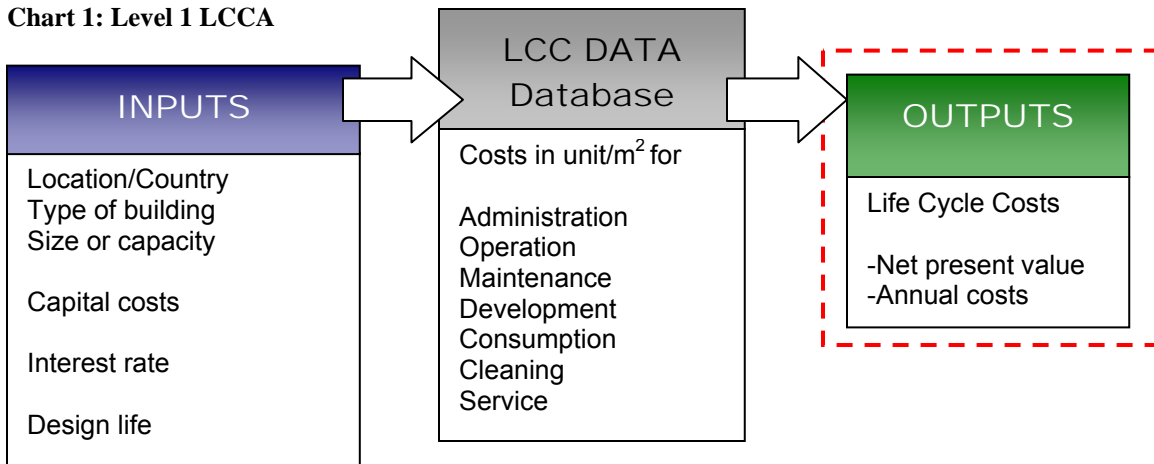 Chart 1: Level 1 LCCA
INPUTS
Location/Country
Type of building
Size or capacity
Capital costs
Interest rate
Design life
LCC DATA
Database
Costs in unit/m² for
Administration
Operation
Maintenance
Development
Consumption
Cleaning
Service
OUTPUTS
Life Cycle Costs
-Net present value
-Annual costs